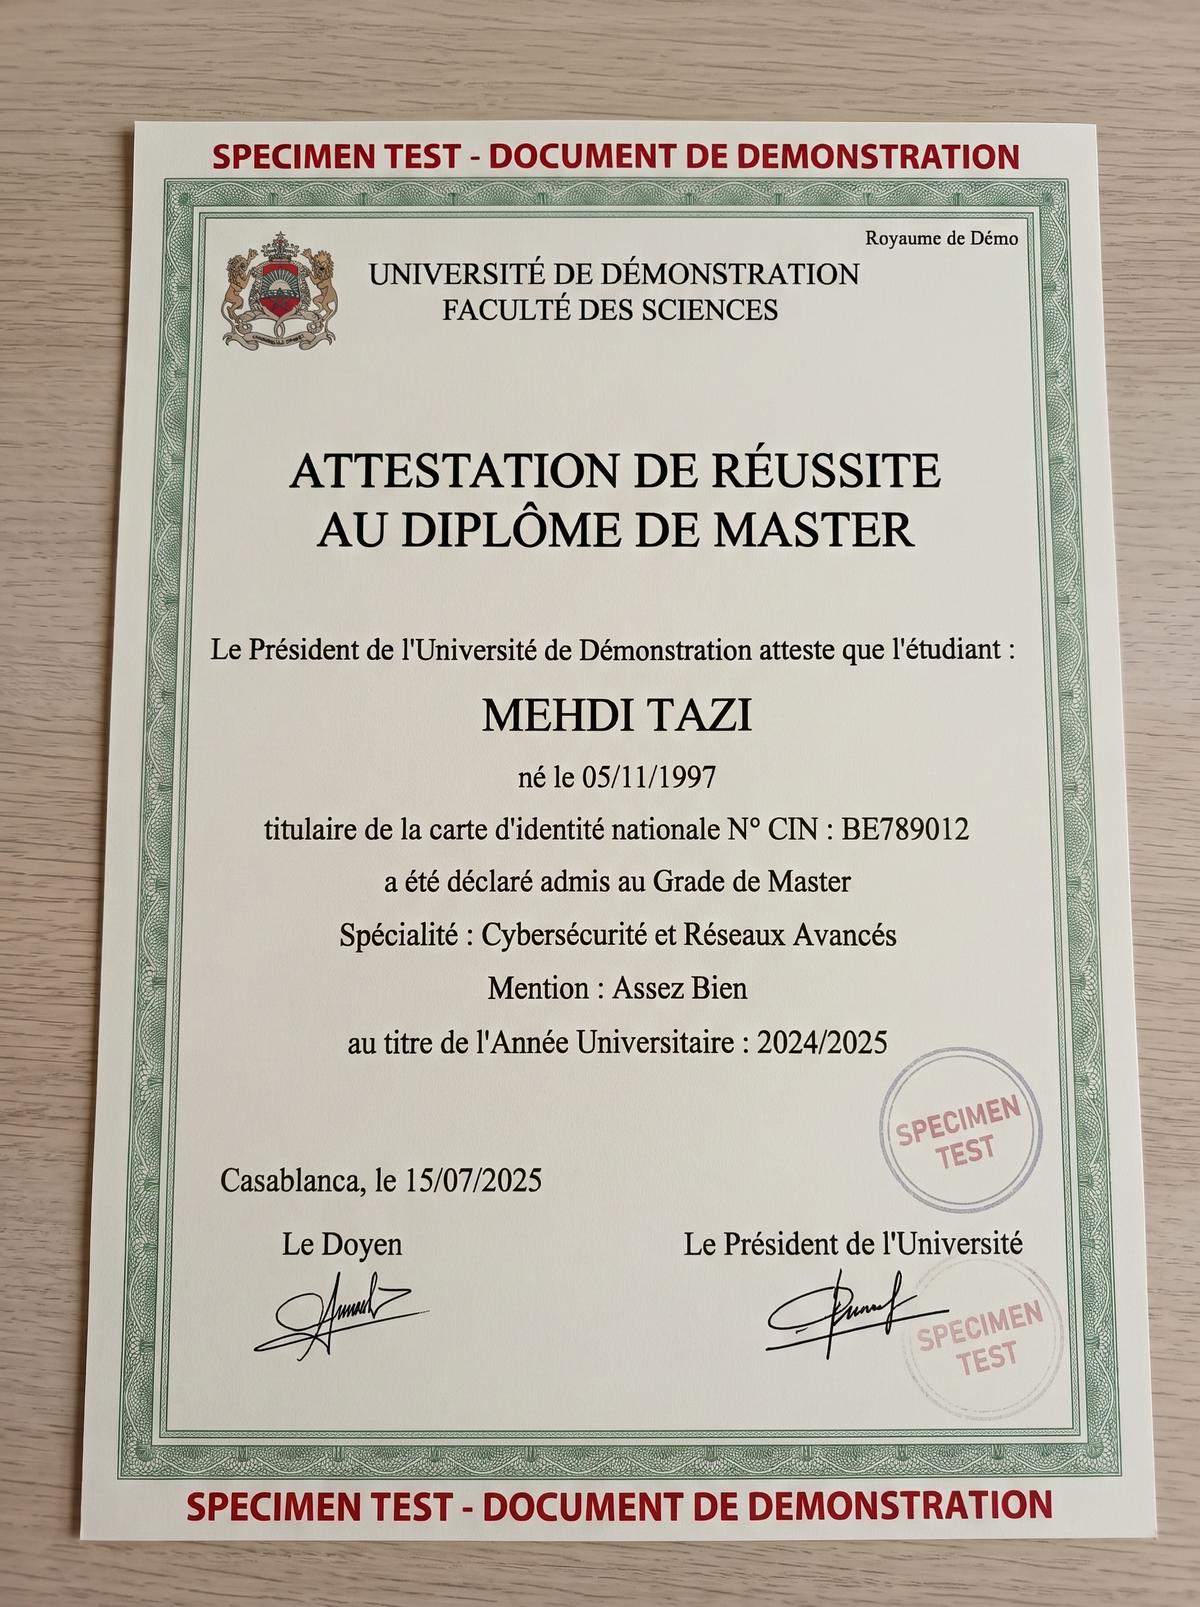 SPECIMEN TEST - DOCUMENT DE DEMONSTRATION
Royaume de Démo
UNIVERSITÉ DE DÉMONSTRATION
FACULTÉ DES SCIENCES
ATTESTATION DE RÉUSSITE
AU DIPLÔME DE MASTER
Le Président de l'Université de Démonstration atteste que l'étudiant :
MEHDI TAZI
né le 05/11/1997
titulaire de la carte d'identité nationale N° CIN : BE789012
a été déclaré admis au Grade de Master
Spécialité : Cybersécurité et Réseaux Avancés
Mention : Assez Bien
au titre de l'Année Universitaire : 2024/2025
SPECIMEN
TEST
Casablanca, le 15/07/2025
Le Doyen
Le Président de l'Université
SPECIMEN
TEST
SPECIMEN TEST - DOCUMENT DE DEMONSTRATION